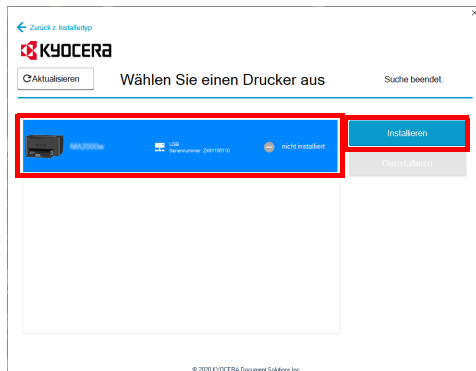 Zurück z. Installertyp
KYOCERA
Aktualisieren
Wählen Sie einen Drucker aus
Suche beendet.
Installieren
USB
nicht installiert
Seriennummer:
Deinstallieren
© 2020 KYOCERA Document Solutions Inc.